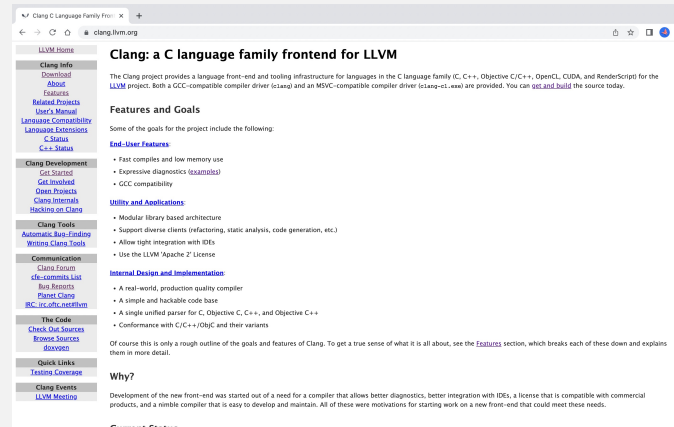 Clang C Language Family Front
clang.llvm.org
LLVM Home
Clang Info
Download
About
Features
Related Projects
User's Manual
Language Compatibility
Language Extensions
C Status
C++ Status
Clang Development
Get Started
Get Involved
Open Projects
Clang Internals
Hacking on Clang
Clang Tools
Automatic Bug-Finding
Writing Clang Tools
Communication
Clang Forum
cfe-commits List
Bug Reports
Planet Clang
IRC: irc.oftc.net#llvm
The Code
Check Out Sources
Browse Sources
doxygen
Quick Links
Testing Coverage
Clang Events
LLVM Meeting
Clang: a C language family frontend for LLVM
The Clang project provides a language front-end and tooling infrastructure for languages in the C language family (C, C++, Objective C/C++, OpenCL, CUDA, and RenderScript) for the
LLVM project. Both a GCC-compatible compiler driver (clang) and an MSVC-compatible compiler driver (clang-cl.exe) are provided. You can get and build the source today.
Features and Goals
Some of the goals for the project include the following:
End-User Features:
• Fast compiles and low memory use
• Expressive diagnostics (examples)
• GCC compatibility
Utility and Applications:
• Modular library based architecture
• Support diverse clients (refactoring, static analysis, code generation, etc.)
• Allow tight integration with IDEs
• Use the LLVM 'Apache 2' License
Internal Design and Implementation:
• A real-world, production quality compiler
• A simple and hackable code base
• A single unified parser for C, Objective C, C++, and Objective C++
• Conformance with C/C++/ObjC and their variants
Of course this is only a rough outline of the goals and features of Clang. To get a true sense of what it is all about, see the Features section, which breaks each of these down and explains
them in more detail.
Why?
Development of the new front-end was started out of a need for a compiler that allows better diagnostics, better integration with IDEs, a license that is compatible with commercial
products, and a nimble compiler that is easy to develop and maintain. All of these were motivations for starting work on a new front-end that could meet these needs.
Current Status